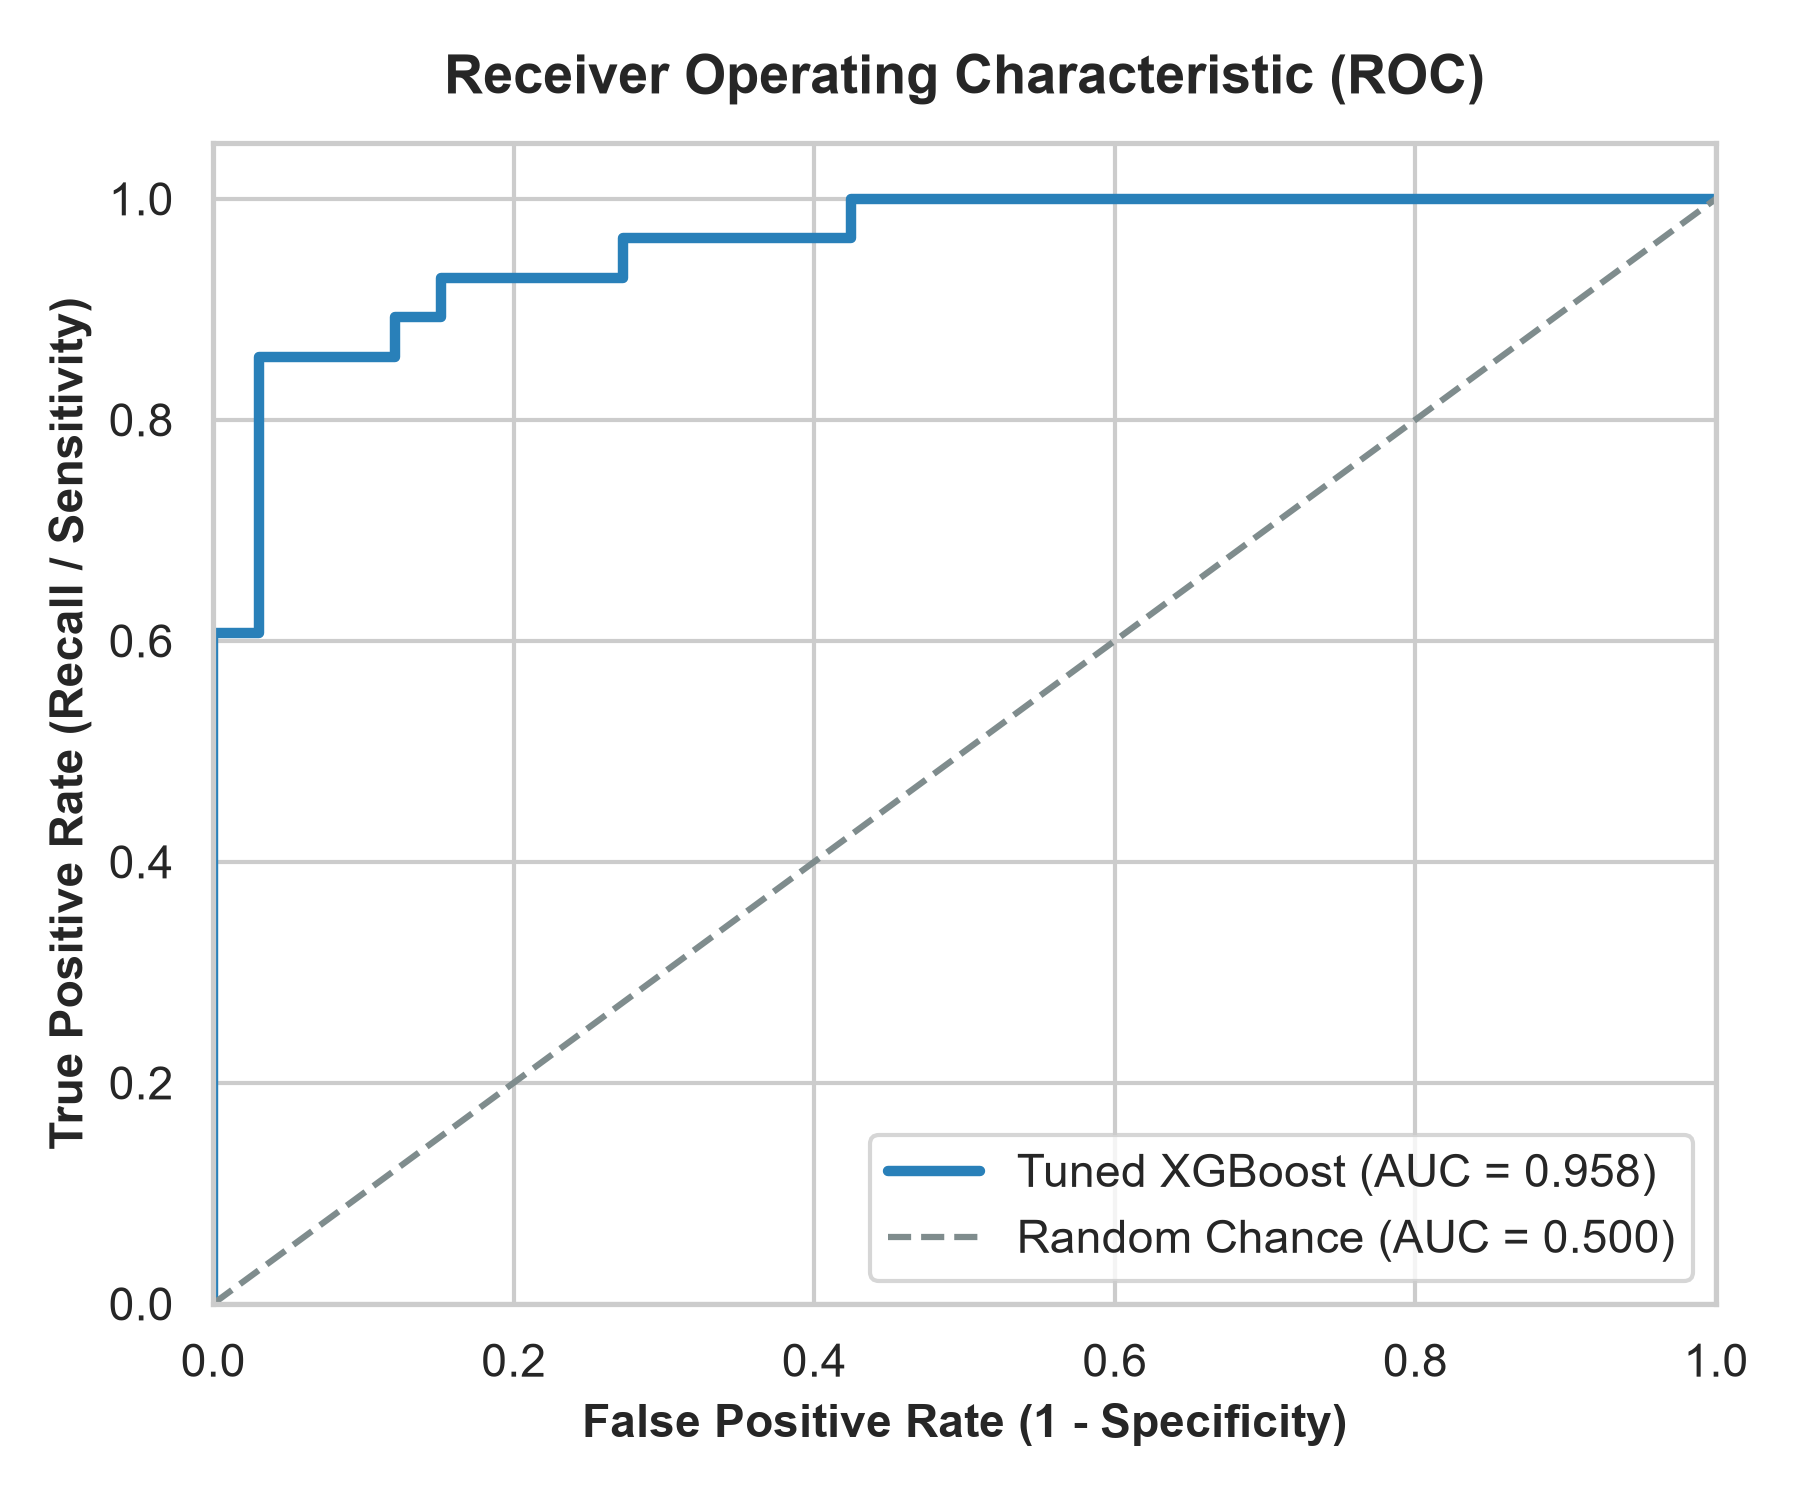 Receiver Operating Characteristic (ROC)
True Positive Rate (Recall / Sensitivity)
1.0
0.8
0.6
0.4
0.2
0.0
Tuned XGBoost (AUC = 0.958)
Random Chance (AUC = 0.500)
0.0 0.2 0.4 0.6 0.8 1.0
False Positive Rate (1 - Specificity)